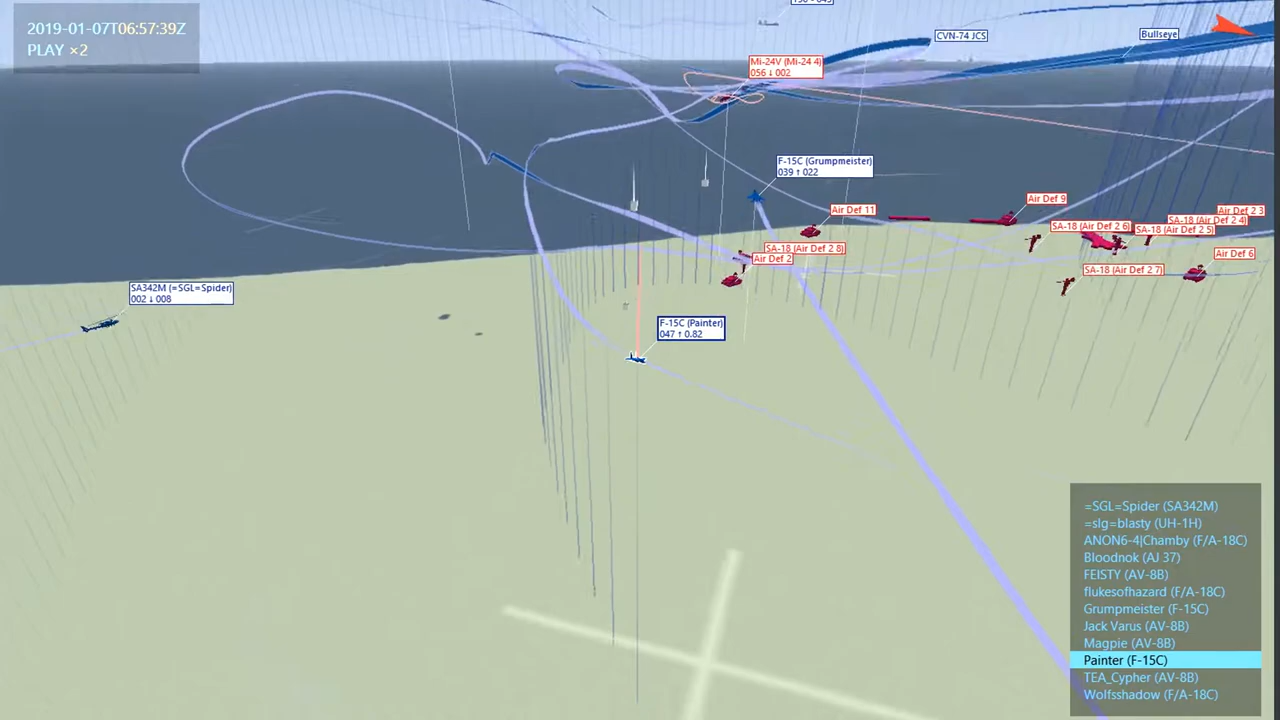 2019-01-07T06:57:39Z
PLAY ×2
CVN-74 JCS
Bullseye
Mi-24V (Mi-24 4)
056 ↓ 002
F-15C (Grumpmeister)
039 ↑ 022
Air Def 11
Air Def 9
Air Def 2 3
SA-18 (Air Def 2 4)
SA-18 (Air Def 2 6)
SA-18 (Air Def 2 5)
SA-18 (Air Def 2 8)
Air Def 2
Air Def 6
SA-18 (Air Def 2 7)
SA342M (=SGL=Spider)
002 ↓ 008
F-15C (Painter)
047 ↑ 0.82
=SGL=Spider (SA342M)
=slg=blasty (UH-1H)
ANON6-4|Chamby (F/A-18C)
Bloodnok (AJ 37)
FEISTY (AV-8B)
flukesofhazard (F/A-18C)
Grumpmeister (F-15C)
Jack Varus (AV-8B)
Magpie (AV-8B)
Painter (F-15C)
TEA_Cypher (AV-8B)
Wolfsshadow (F/A-18C)